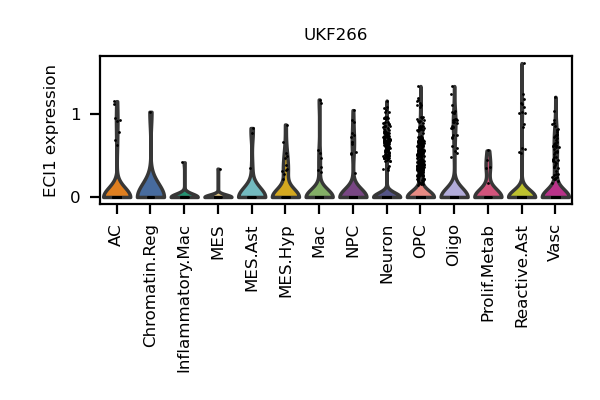 UKF266
ECI1 expression
1
0
AC
Chromatin.Reg
Inflammatory.Mac
MES
MES.Ast
MES.Hyp
Mac
NPC
Neuron
OPC
Oligo
Prolif.Metab
Reactive.Ast
Vasc